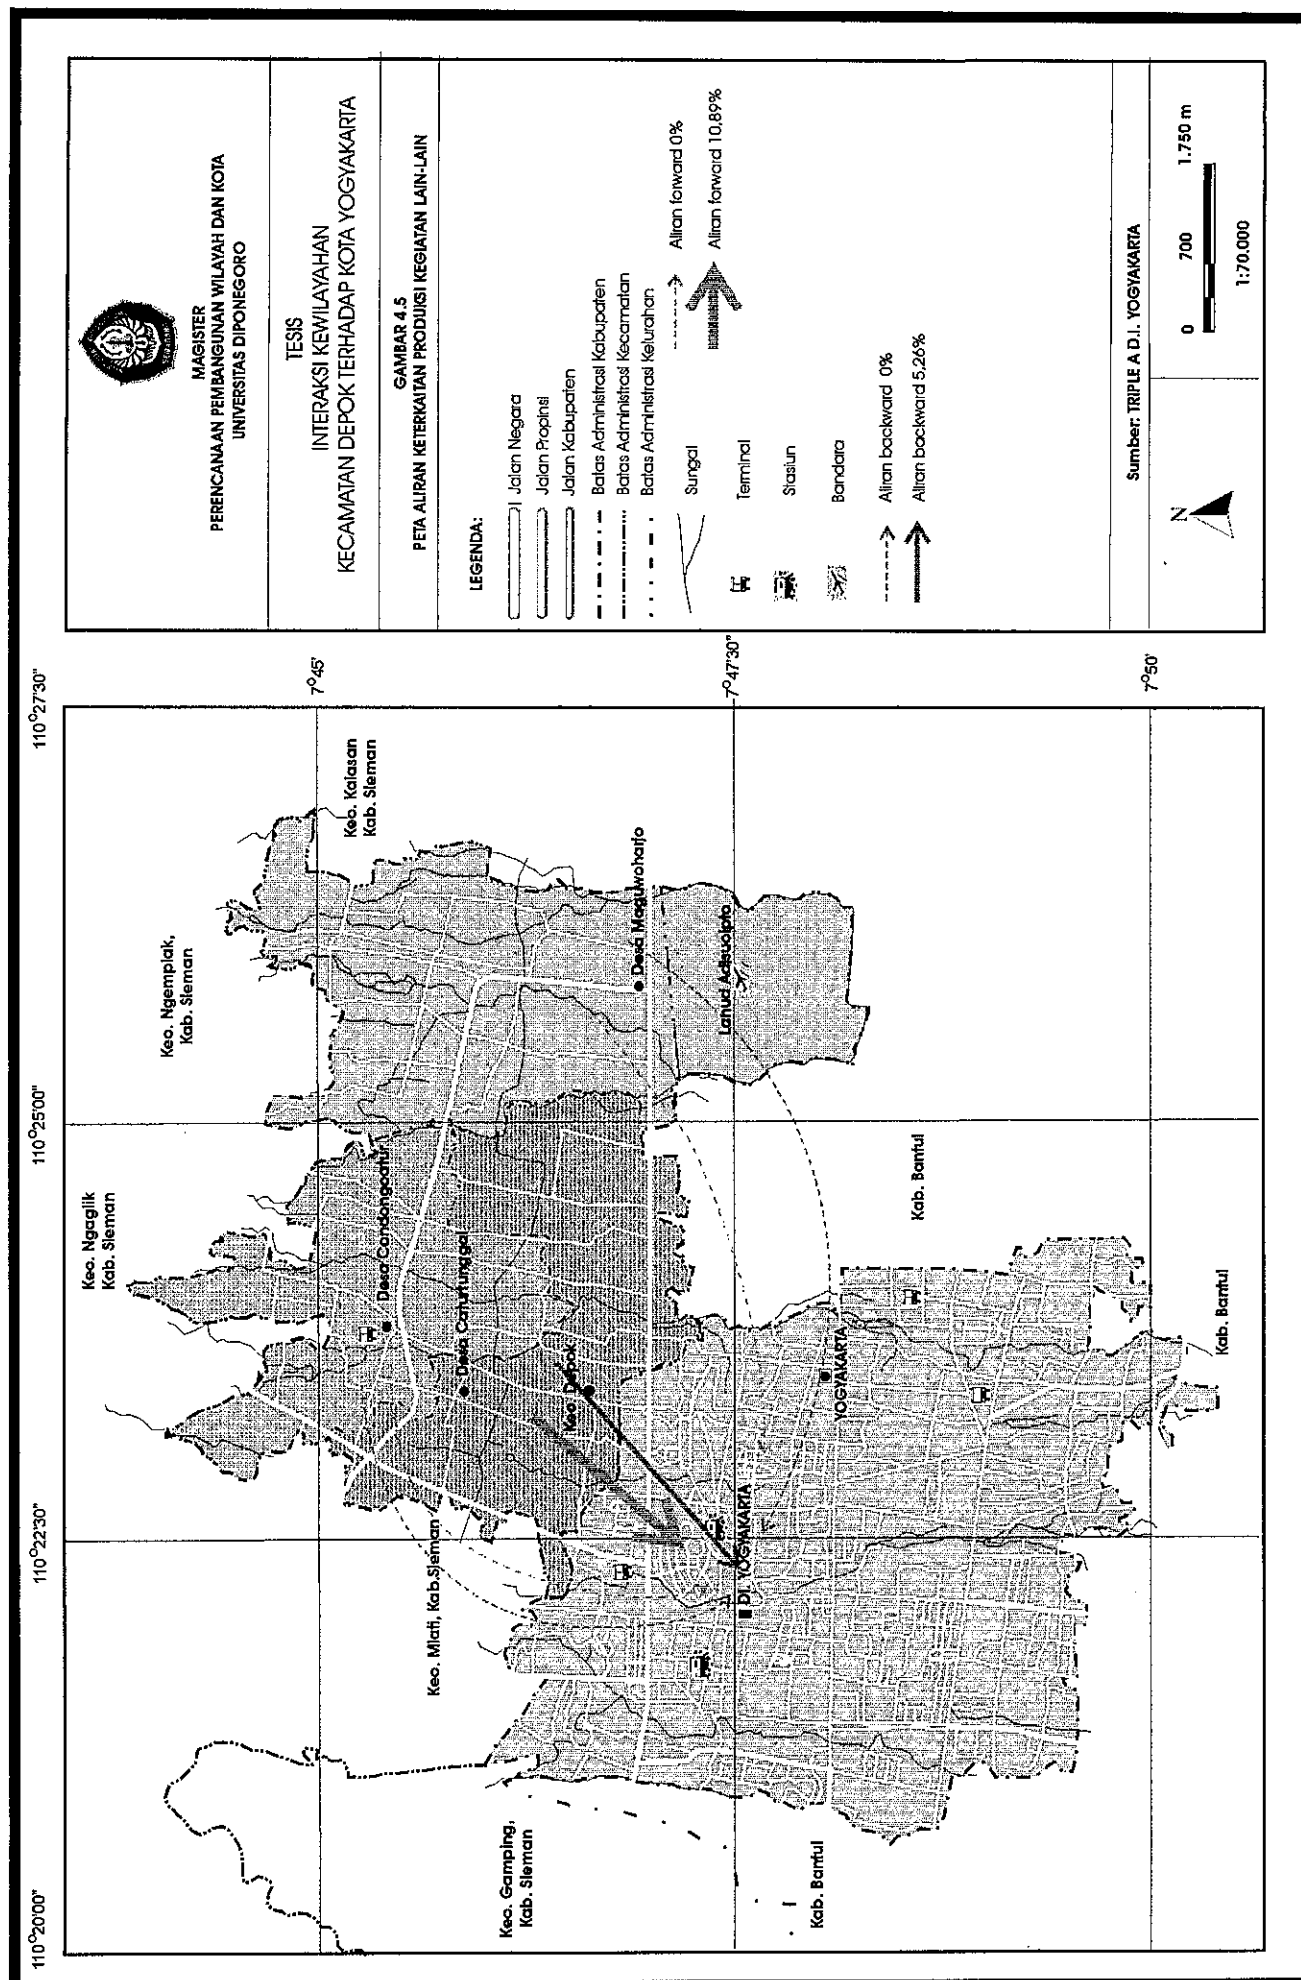 MAGISTER
PERENCANAAN PEMBANGUNAN WILAYAH DAN KOTA
UNIVERSITAS DIPONEGORO
TESIS
INTERAKSI KEWILAYAHAN
KECAMATAN DEPOK TERHADAP KOTA YOGYAKARTA
GAMBAR 4.5
PETA ALIRAN KETERKAITAN PRODUKSI KEGIATAN LAIN-LAIN
LEGENDA:
Jalan Negara
Jalan Propinsi
Jalan Kabupaten
Batas Administrasi Kabupaten
Batas Administrasi Kecamatan
Batas Administrasi Kelurahan
Sungai
Terminal
Stasiun
Bandara
Aliran backward 0%
Aliran backward 5,26%
Aliran forward 0%
Aliran forward 10,89%
Sumber: TRIPLE A D.I. YOGYAKARTA
N
0 700 1.750 m
1:70.000
110°20'00"
110°22'30"
110°25'00"
110°27'30"
7°45'
7°47'30"
7°50'
Kec. Ngaglik
Kab. Sleman
Kec. Ngemplak,
Kab. Sleman
Kec. Kalasan
Kab. Sleman
Desa Condongcatur
Desa Caturtunggal
Kec. Depok
Desa Maguwoharjo
Lanud Adisucipto
Kec. Mlati, Kab.Sleman
Kec. Gamping,
Kab. Sleman
DI. YOGYAKARTA
YOGYAKARTA
Kab. Bantul
Kab. Bantul
Kab. Bantul